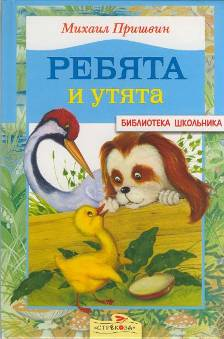 Михаил Пришвин
РЕБЯТА
и утята
БИБЛИОТЕКА ШКОЛЬНИКА
«СТРЕКОЗА»